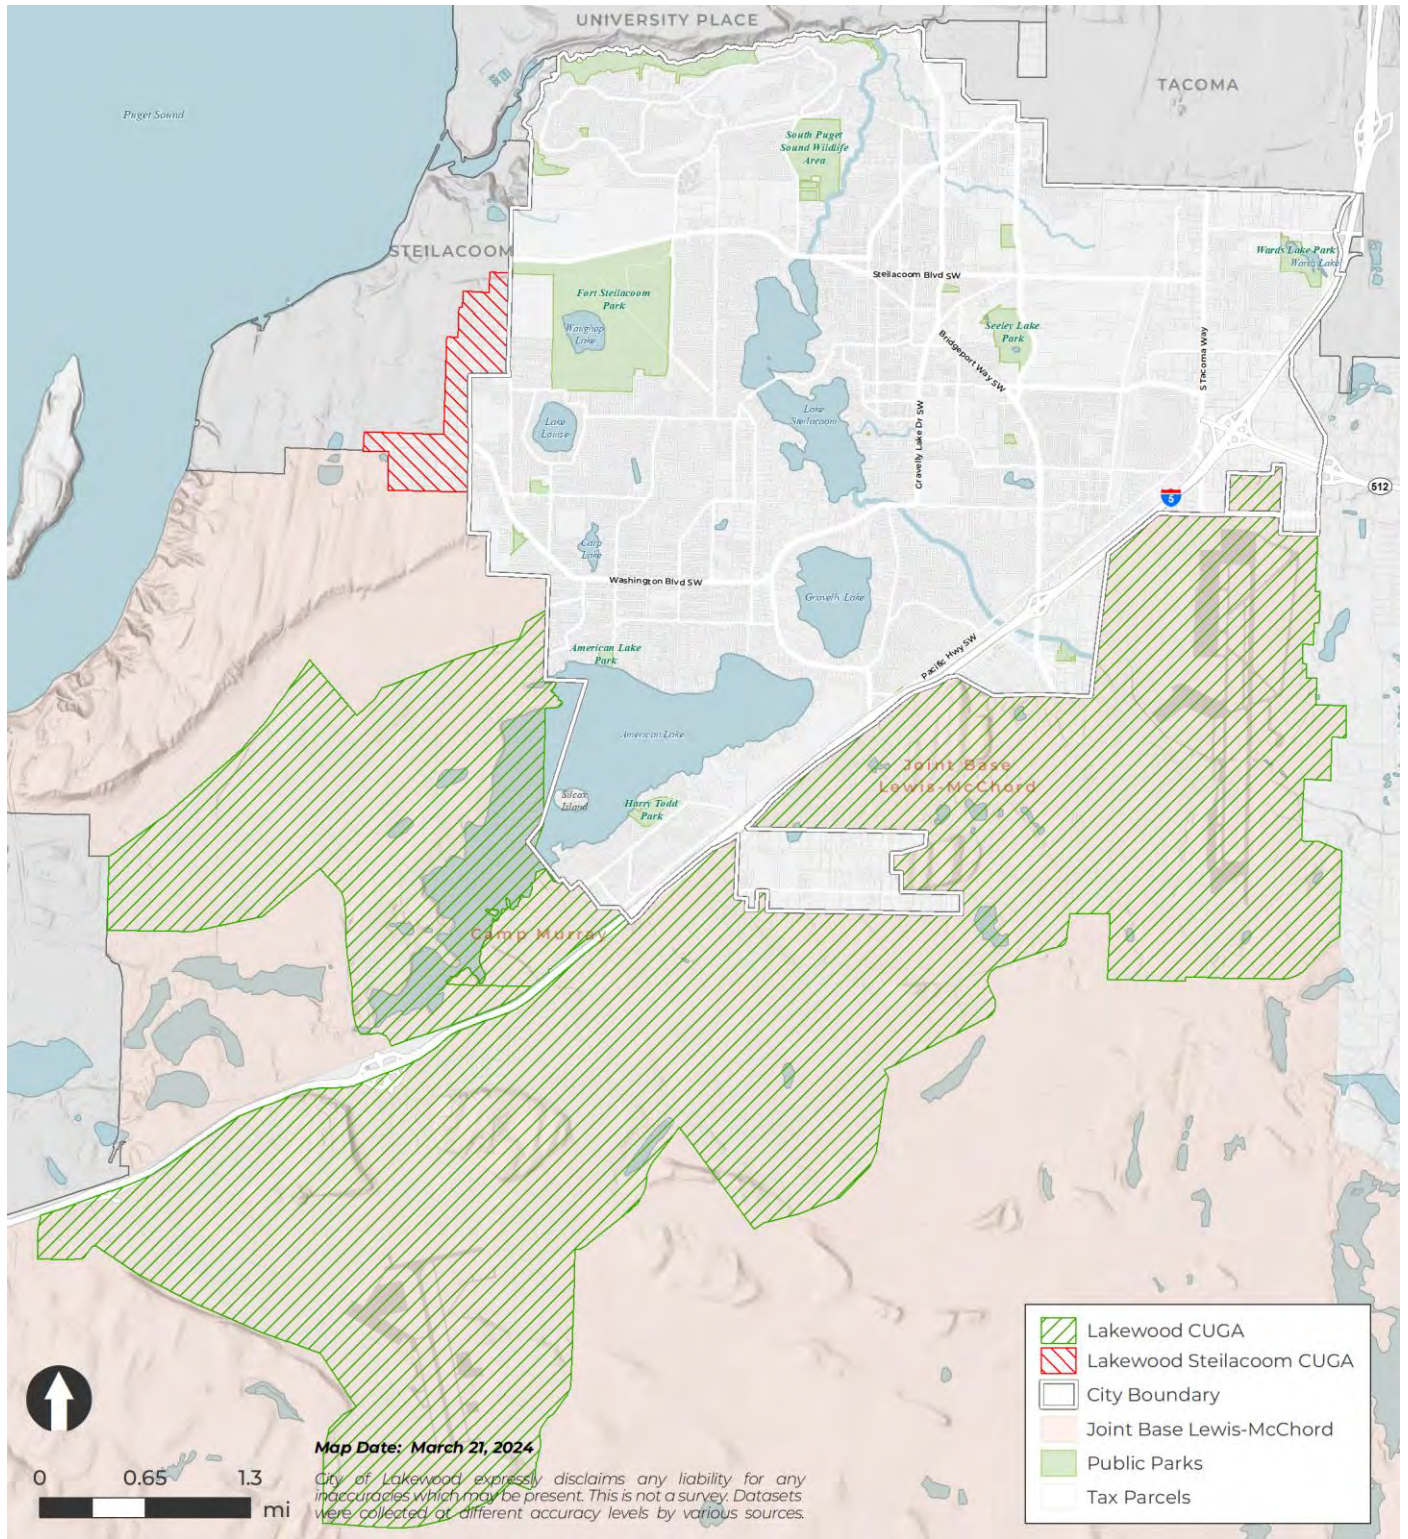 UNIVERSITY PLACE
TACOMA
Puget Sound
South Puget
Sound Wildlife
Area
STEILACOOM
Wards Lake Park
Wards Lake
Steilacoom Blvd SW
Fort Steilacoom
Park
Waughop
Lake
Seeley Lake
Park
Bridgeport Way SW
S Tacoma Way
Lake
Louise
Lake
Steilacoom
Gravelly Lake Dr SW
512
5
Carp
Lake
Washington Blvd SW
Gravelly Lake
American Lake
Park
Pacific Hwy SW
American Lake
Joint Base
Lewis-McChord
Silcox
Island
Harry Todd
Park
Camp Murray
Lakewood CUGA
Lakewood Steilacoom CUGA
City Boundary
Joint Base Lewis-McChord
Public Parks
Tax Parcels
Map Date: March 21, 2024
0 0.65 1.3
mi
City of Lakewood expressly disclaims any liability for any
inaccuracies which may be present. This is not a survey. Datasets
were collected at different accuracy levels by various sources.